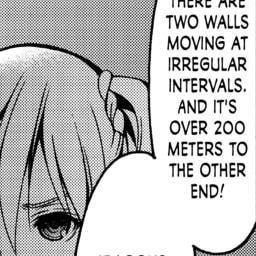 THERE ARE
TWO WALLS
MOVING AT
IRREGULAR
INTERVALS.
AND IT'S
OVER 200
METERS TO
THE OTHER
END!